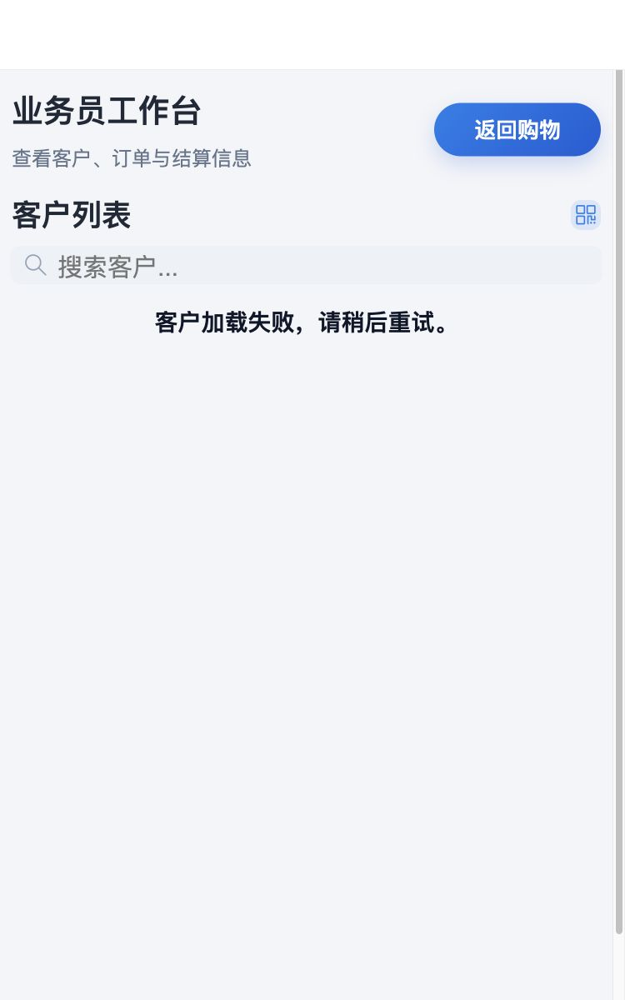 业务员工作台
返回购物
查看客户、订单与结算信息
客户列表
搜索客户...
客户加载失败，请稍后重试。